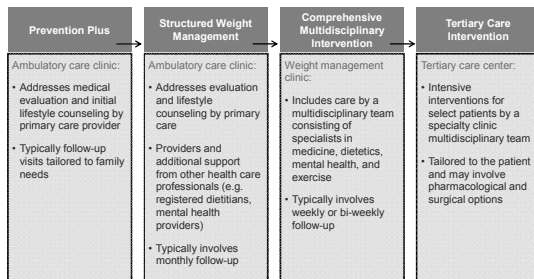 Prevention Plus
Ambulatory care clinic:
• Addresses medical
evaluation and initial
lifestyle counseling by
primary care provider
• Typically follow-up
visits tailored to family
needs
Structured Weight
Management
Ambulatory care clinic:
• Addresses evaluation
and lifestyle
counseling by primary
care
• Providers and
additional support
from other health care
professionals (e.g.
registered dietitians,
mental health
providers)
• Typically involves
monthly follow-up
Comprehensive
Multidisciplinary
Intervention
Weight management
clinic:
• Includes care by a
multidisciplinary team
consisting of
specialists in
medicine, dietetics,
mental health, and
exercise
• Typically involves
weekly or bi-weekly
follow-up
Tertiary Care
Intervention
Tertiary care center:
• Intensive
interventions for
select patients by a
specialty clinic
multidisciplinary team
• Tailored to the patient
and may involve
pharmacological and
surgical options